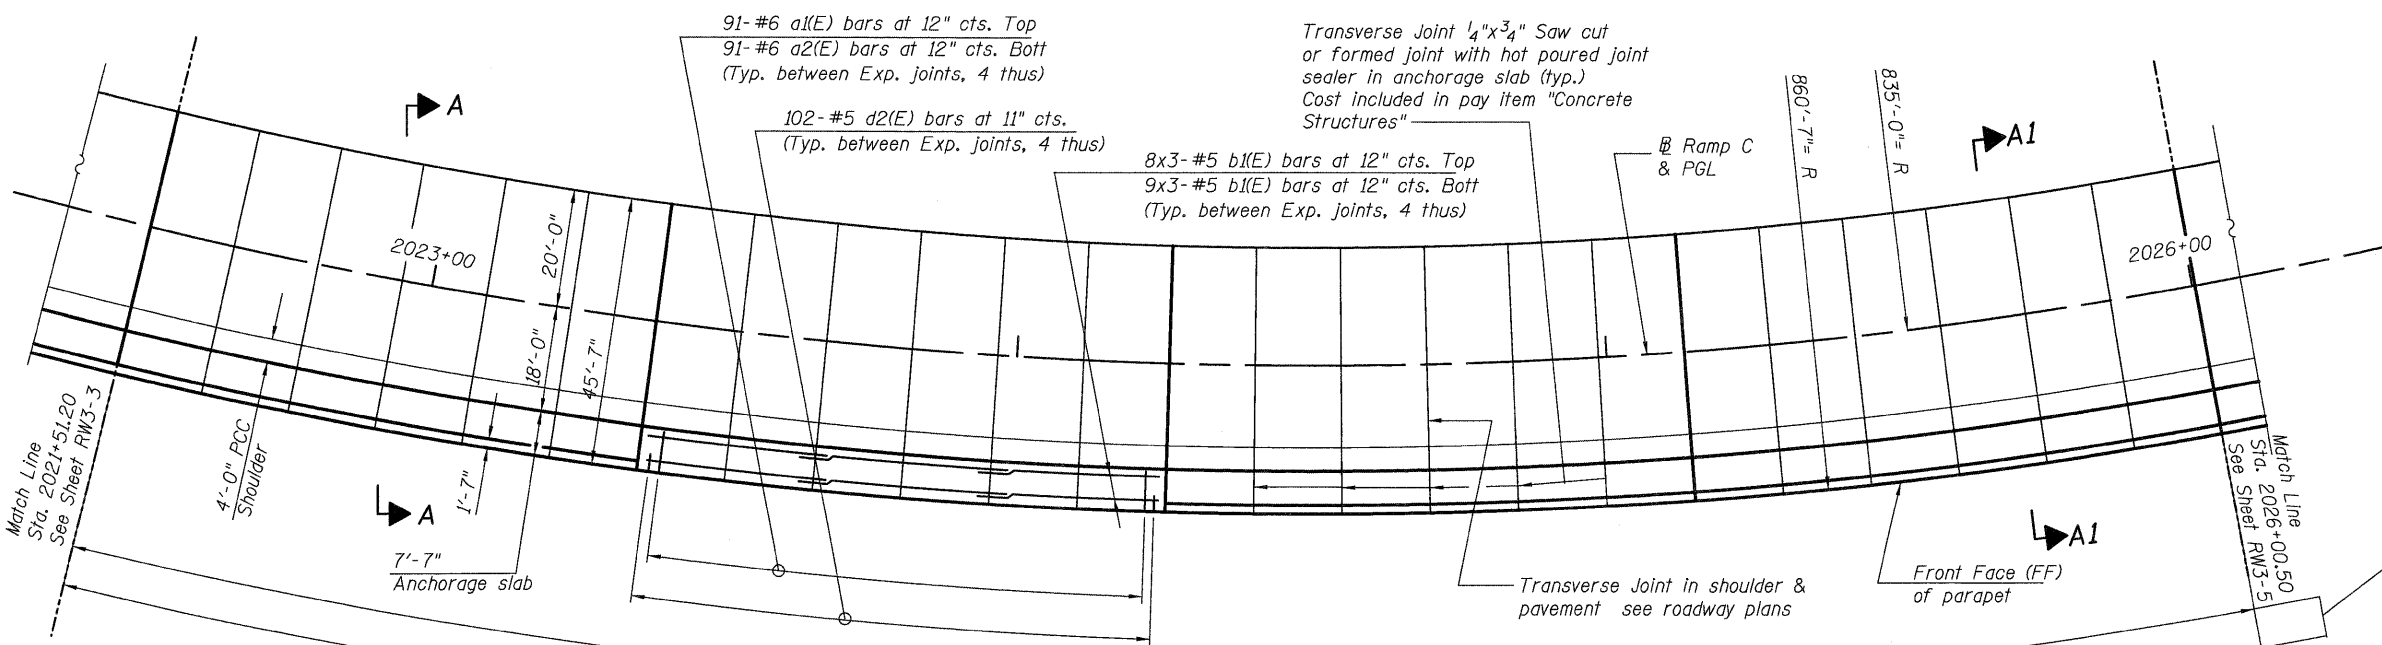 91-#6 a1(E) bars at 12" cts. Top
91-#6 a2(E) bars at 12" cts. Bott
(Typ. between Exp. joints, 4 thus)
102-#5 d2(E) bars at 11" cts.
(Typ. between Exp. joints, 4 thus)
8x3-#5 b1(E) bars at 12" cts. Top
9x3-#5 b1(E) bars at 12" cts. Bott
(Typ. between Exp. joints, 4 thus)
Transverse Joint 1/4"x3/4" Saw cut
or formed joint with hot poured joint
sealer in anchorage slab (typ.)
Cost included in pay item "Concrete
Structures"
℄ Ramp C
& PGL
860'-7"= R
835'-0"= R
A
A1
2023+00
2026+00
20'-0"
18'-0"
45'-7"
Match Line
Sta. 2021+51.20
See Sheet RW3-3
4'-0" PCC
Shoulder
1'-7"
A
7'-7"
Anchorage slab
Transverse Joint in shoulder &
pavement see roadway plans
Front Face (FF)
of parapet
A1
Match Line
Sta. 2026+00.50
See Sheet RW3-5